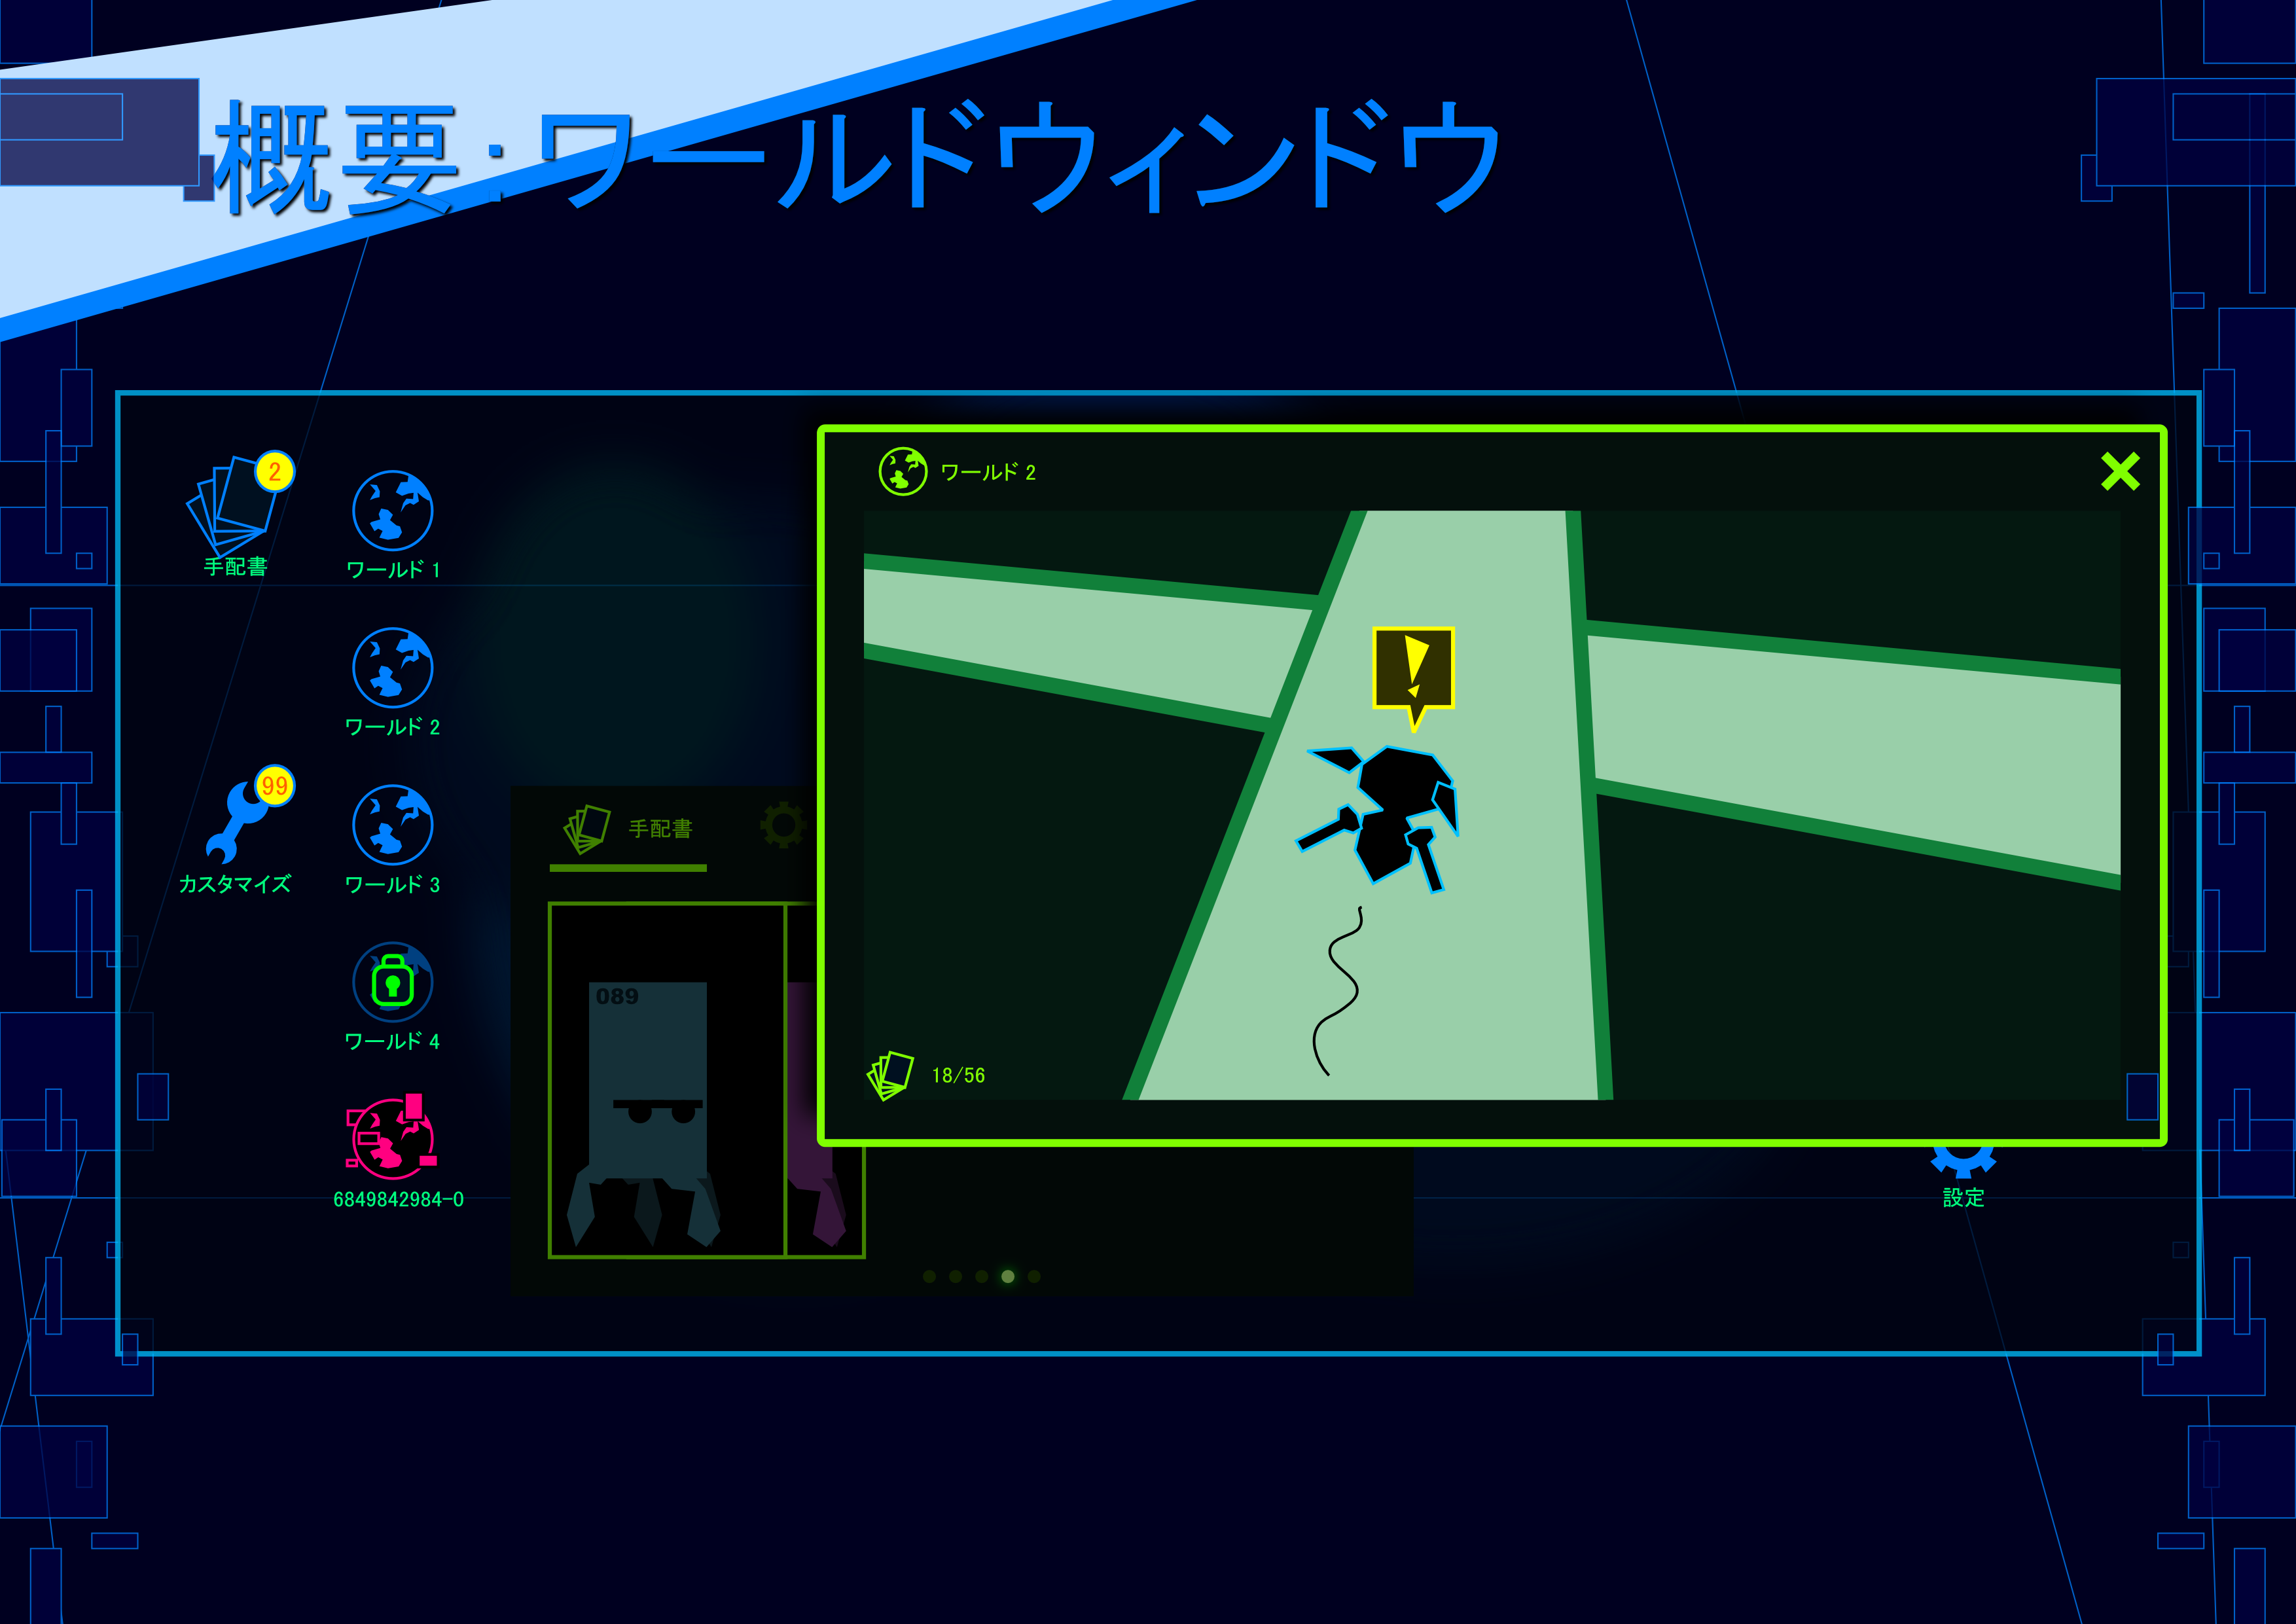 概要：ワールドウィンドウ
2
手配書
ワールド 1
ワールド 2
ワールド 2
99
カスタマイズ
ワールド 3
手配書
089
ワールド 4
18/56
6849842984-0
設定